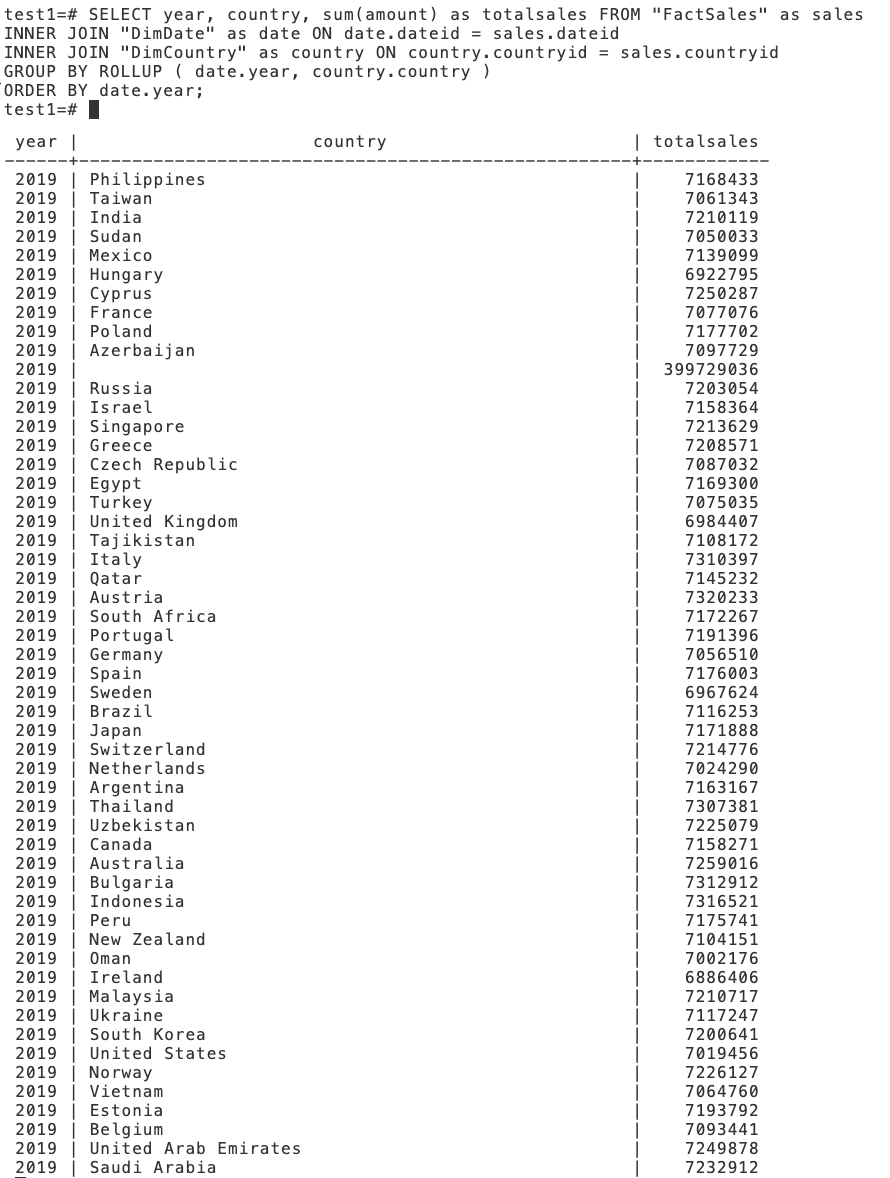 test1=# SELECT year, country, sum(amount) as totalsales FROM "FactSales" as sales
INNER JOIN "DimDate" as date ON date.dateid = sales.dateid
INNER JOIN "DimCountry" as country ON country.countryid = sales.countryid
GROUP BY ROLLUP ( date.year, country.country )
ORDER BY date.year;
test1=#
year | country | totalsales
------+-----------------------------------------------------+------------
2019 | Philippines | 7168433
2019 | Taiwan | 7061343
2019 | India | 7210119
2019 | Sudan | 7050033
2019 | Mexico | 7139099
2019 | Hungary | 6922795
2019 | Cyprus | 7250287
2019 | France | 7077076
2019 | Poland | 7177702
2019 | Azerbaijan | 7097729
2019 | | 399729036
2019 | Russia | 7203054
2019 | Israel | 7158364
2019 | Singapore | 7213629
2019 | Greece | 7208571
2019 | Czech Republic | 7087032
2019 | Egypt | 7169300
2019 | Turkey | 7075035
2019 | United Kingdom | 6984407
2019 | Tajikistan | 7108172
2019 | Italy | 7310397
2019 | Qatar | 7145232
2019 | Austria | 7320233
2019 | South Africa | 7172267
2019 | Portugal | 7191396
2019 | Germany | 7056510
2019 | Spain | 7176003
2019 | Sweden | 6967624
2019 | Brazil | 7116253
2019 | Japan | 7171888
2019 | Switzerland | 7214776
2019 | Netherlands | 7024290
2019 | Argentina | 7163167
2019 | Thailand | 7307381
2019 | Uzbekistan | 7225079
2019 | Canada | 7158271
2019 | Australia | 7259016
2019 | Bulgaria | 7312912
2019 | Indonesia | 7316521
2019 | Peru | 7175741
2019 | New Zealand | 7104151
2019 | Oman | 7002176
2019 | Ireland | 6886406
2019 | Malaysia | 7210717
2019 | Ukraine | 7117247
2019 | South Korea | 7200641
2019 | United States | 7019456
2019 | Norway | 7226127
2019 | Vietnam | 7064760
2019 | Estonia | 7193792
2019 | Belgium | 7093441
2019 | United Arab Emirates | 7249878
2019 | Saudi Arabia | 7232912